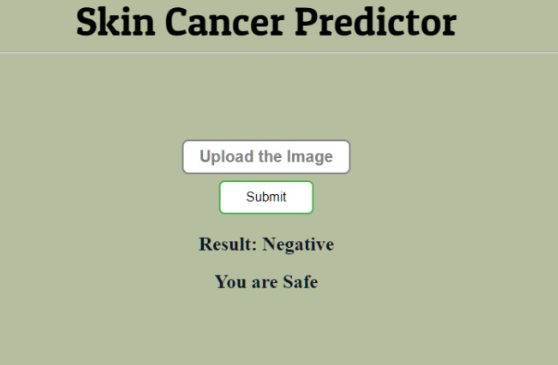 Skin Cancer Predictor
Upload the Image
Submit
Result: Negative
You are Safe